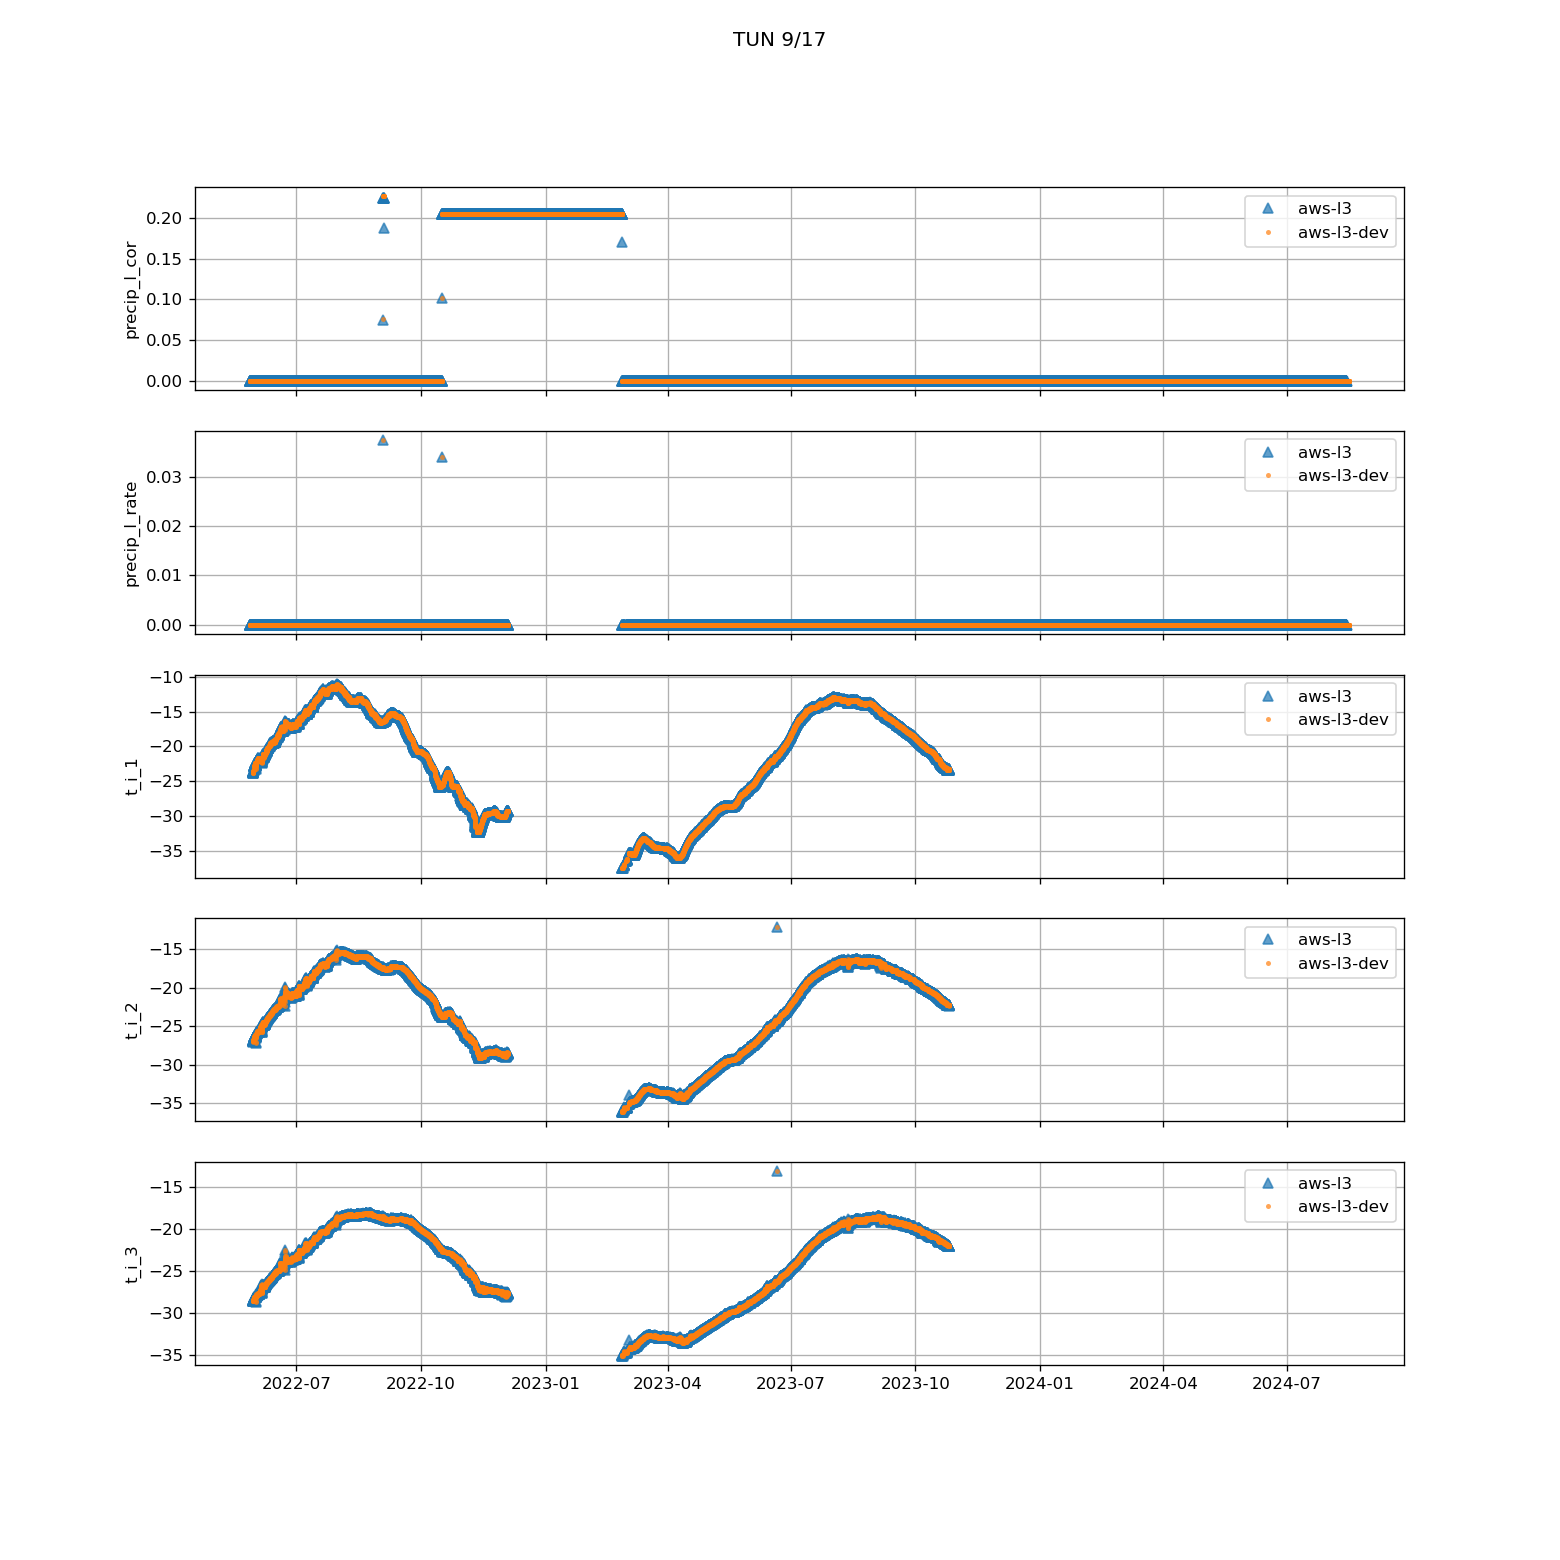 TUN 9/17
precip_l_cor
0.20
0.15
0.10
0.05
0.00
aws-l3
aws-l3-dev
precip_l_rate
0.03
0.02
0.01
0.00
aws-l3
aws-l3-dev
t_i_1
−10
−15
−20
−25
−30
−35
aws-l3
aws-l3-dev
t_i_2
−15
−20
−25
−30
−35
aws-l3
aws-l3-dev
t_i_3
−15
−20
−25
−30
−35
aws-l3
aws-l3-dev
2022-07 2022-10 2023-01 2023-04 2023-07 2023-10 2024-01 2024-04 2024-07